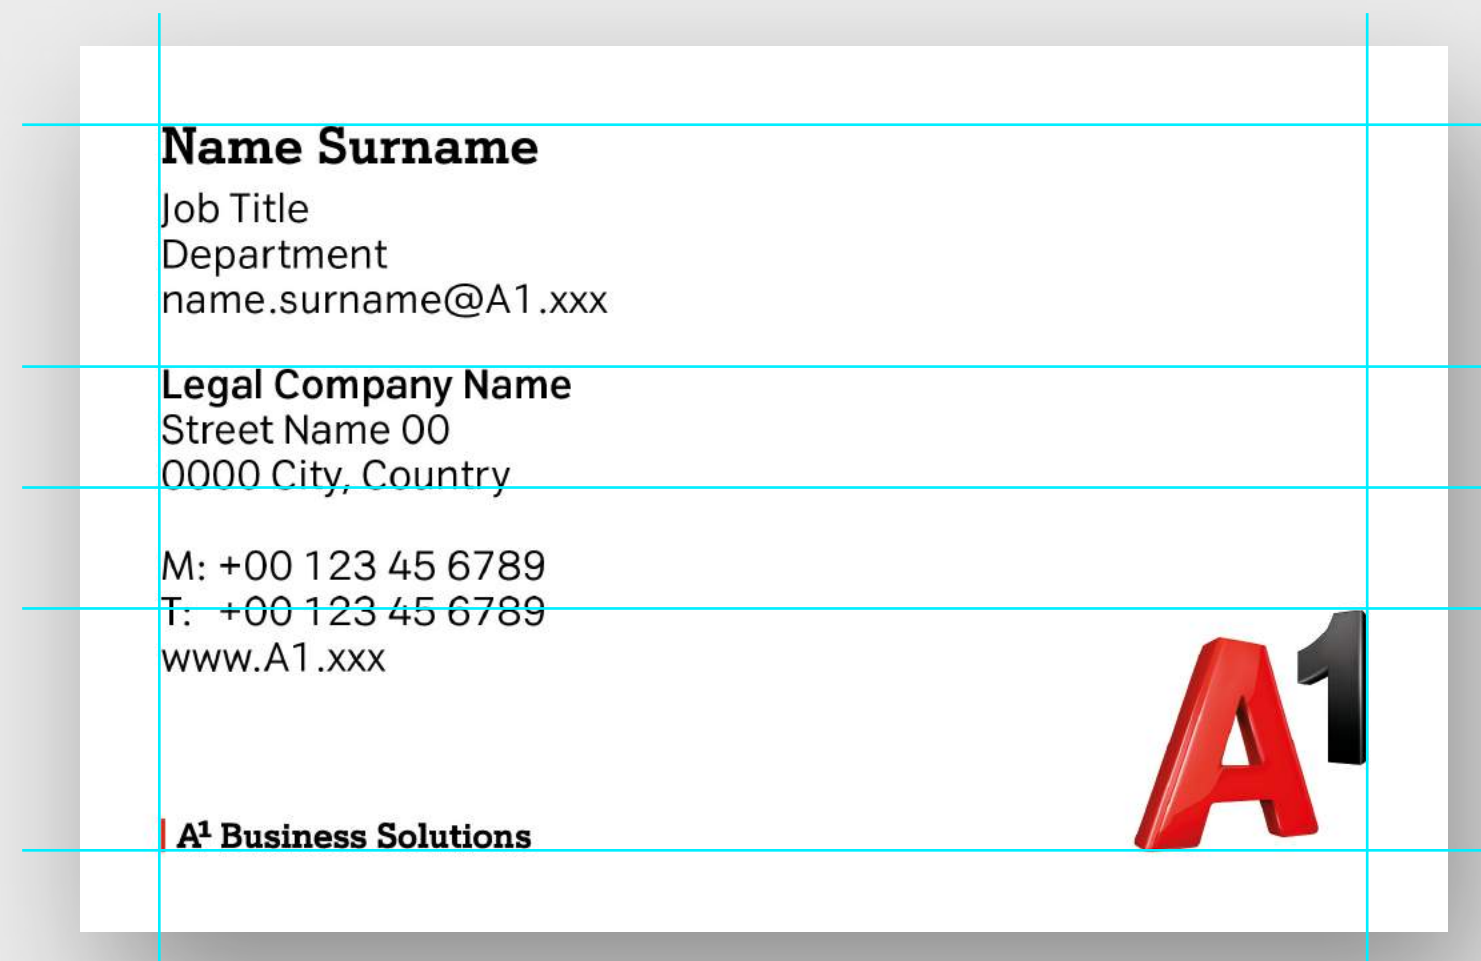 Name Surname
Job Title
Department
name.surname@A1.xxx
Legal Company Name
Street Name 00
0000 City, Country
M: +00 123 45 6789
T: +00 123 45 6789
www.A1.xxx
A1
A¹ Business Solutions